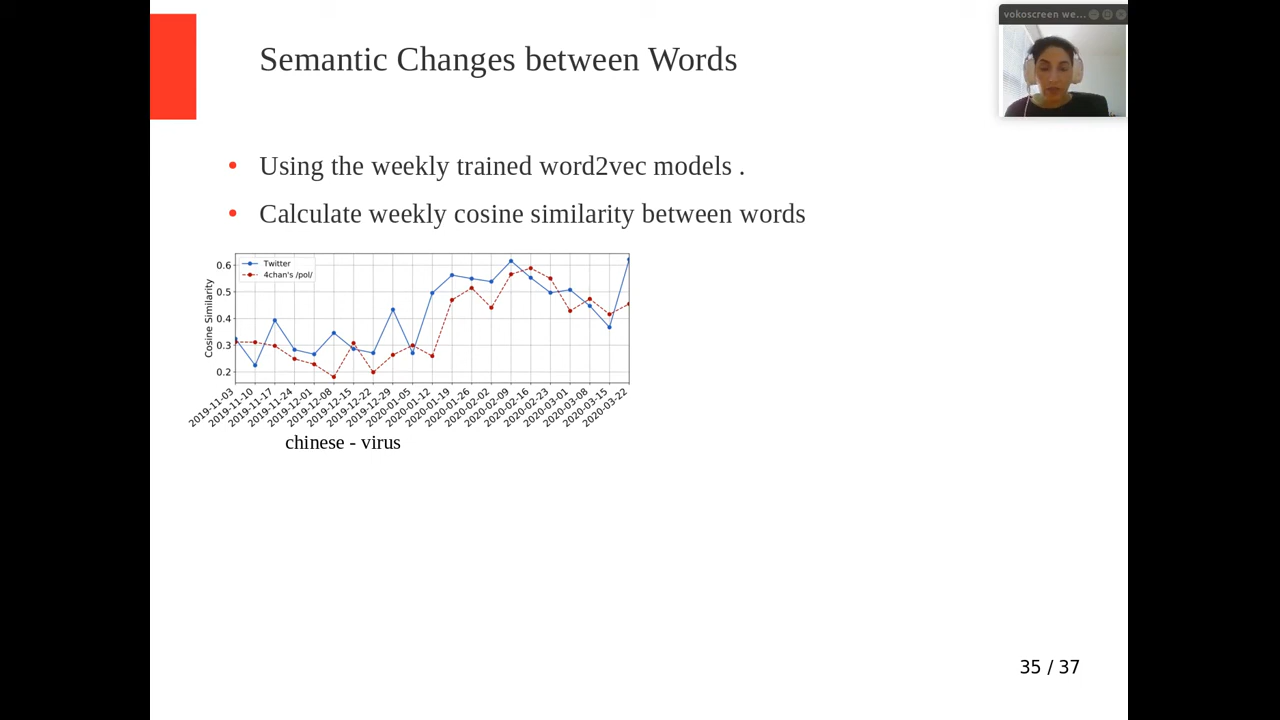 vokoscreen we...
Semantic Changes between Words
Using the weekly trained word2vec models .
Calculate weekly cosine similarity between words
Twitter
4chan's /pol/
Cosine Similarity
0.6
0.5
0.4
0.3
0.2
2019-11-03
2019-11-10
2019-11-17
2019-11-24
2019-12-01
2019-12-08
2019-12-15
2019-12-22
2019-12-29
2020-01-05
2020-01-12
2020-01-19
2020-01-26
2020-02-02
2020-02-09
2020-02-16
2020-02-23
2020-03-01
2020-03-08
2020-03-15
2020-03-22
chinese - virus
35 / 37